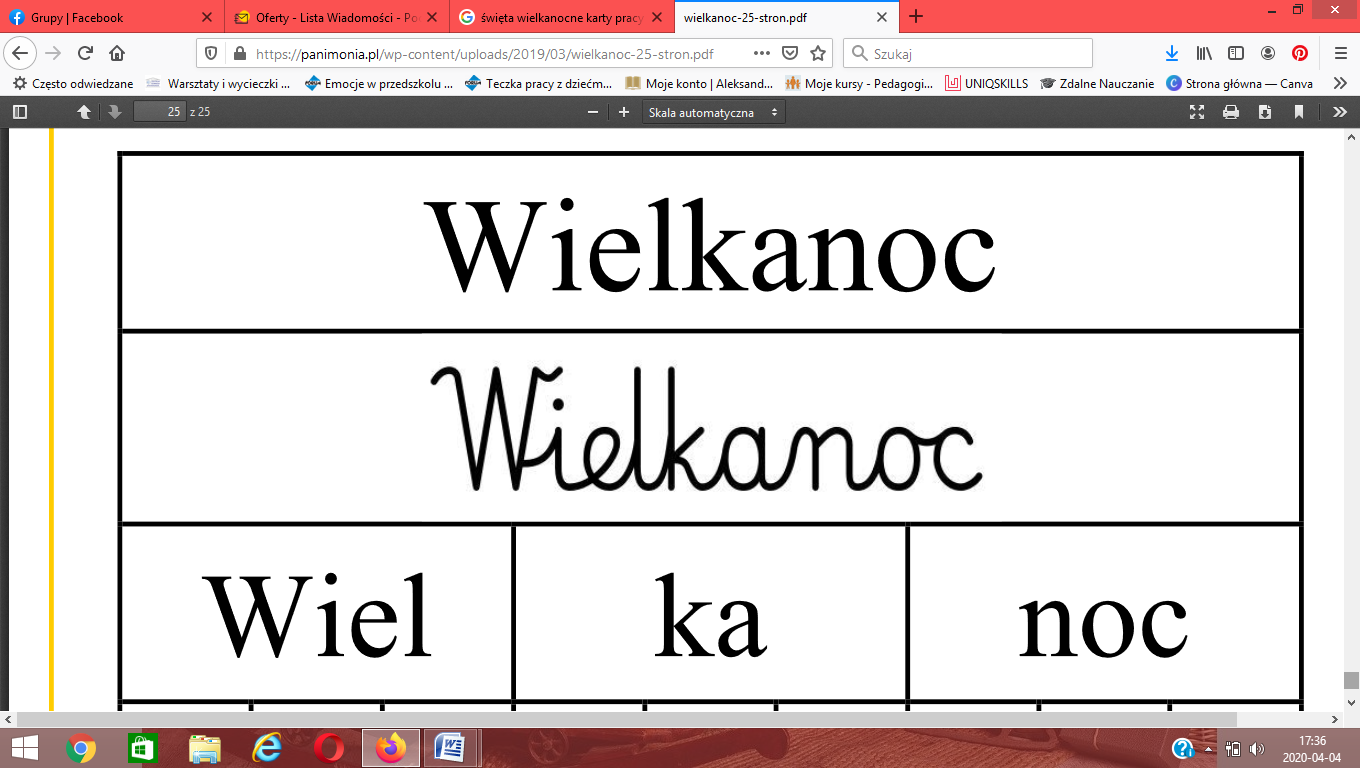 Grupy | Facebook
Oferty - Lista Wiadomości - Po
święta wielkanocne karty pracy
wielkanoc-25-stron.pdf
https://panimonia.pl/wp-content/uploads/2019/03/wielkanoc-25-stron.pdf
Szukaj
Często odwiedzane
Warsztaty i wycieczki ...
Emocje w przedszkolu ...
Teczka pracy z dziećm...
Moje konto | Aleksand...
Moje kursy - Pedagogi...
UNIQSKILLS
Zdalne Nauczanie
Strona główna — Canva
25 z 25
Skala automatyczna
Wielkanoc
Wielkanoc
Wiel ka noc
17:36
2020-04-04